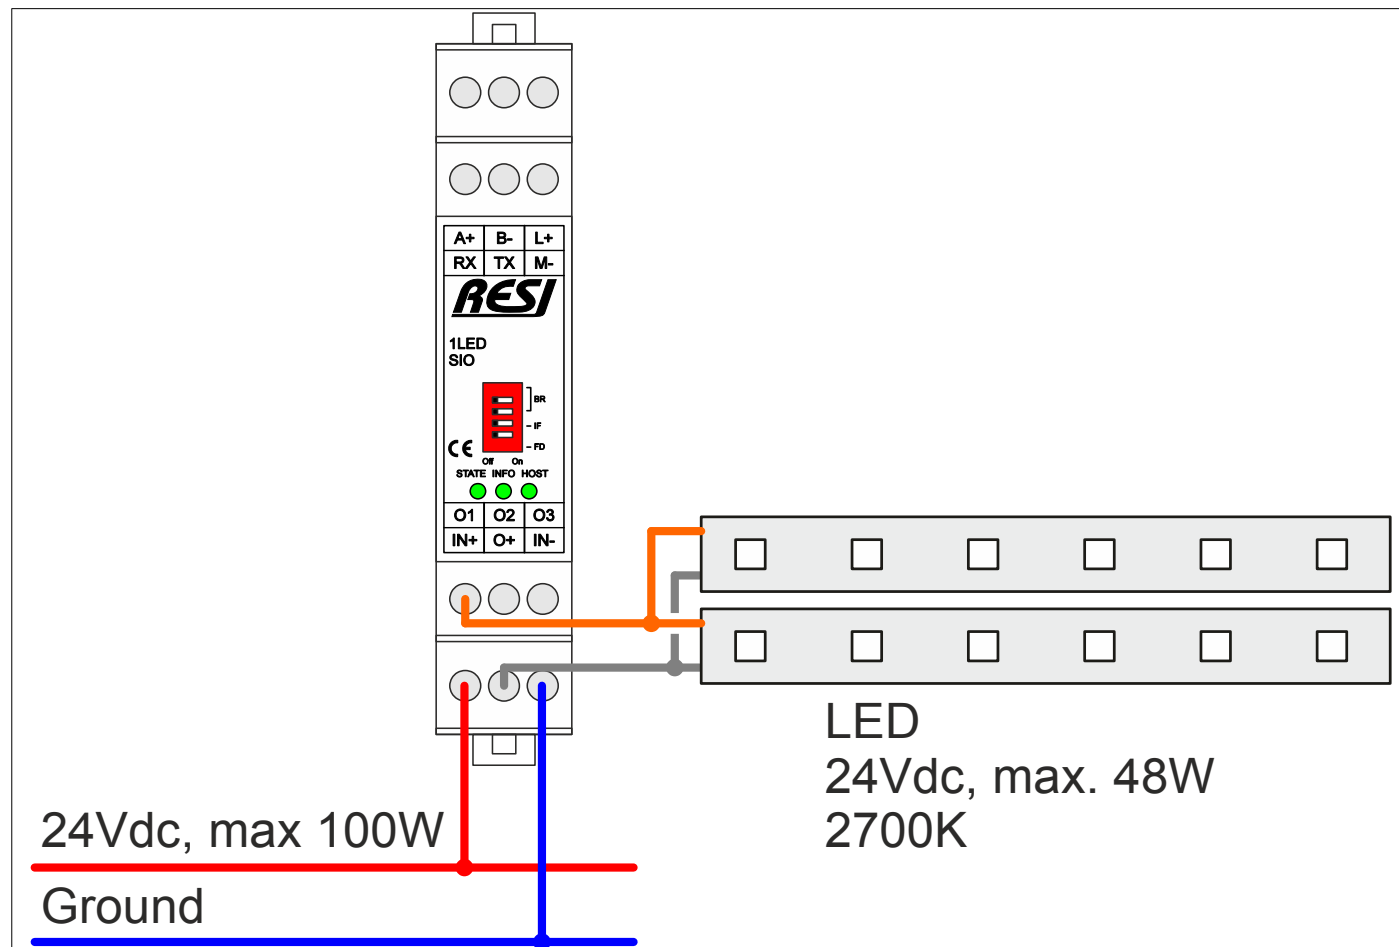 A+ B- L+
RX TX M-
RESI
1LED
SIO
BR
IF
FD
CE
Off On
STATE INFO HOST
O1 O2 O3
IN+ O+ IN-
LED
24Vdc, max. 48W
2700K
24Vdc, max 100W
Ground